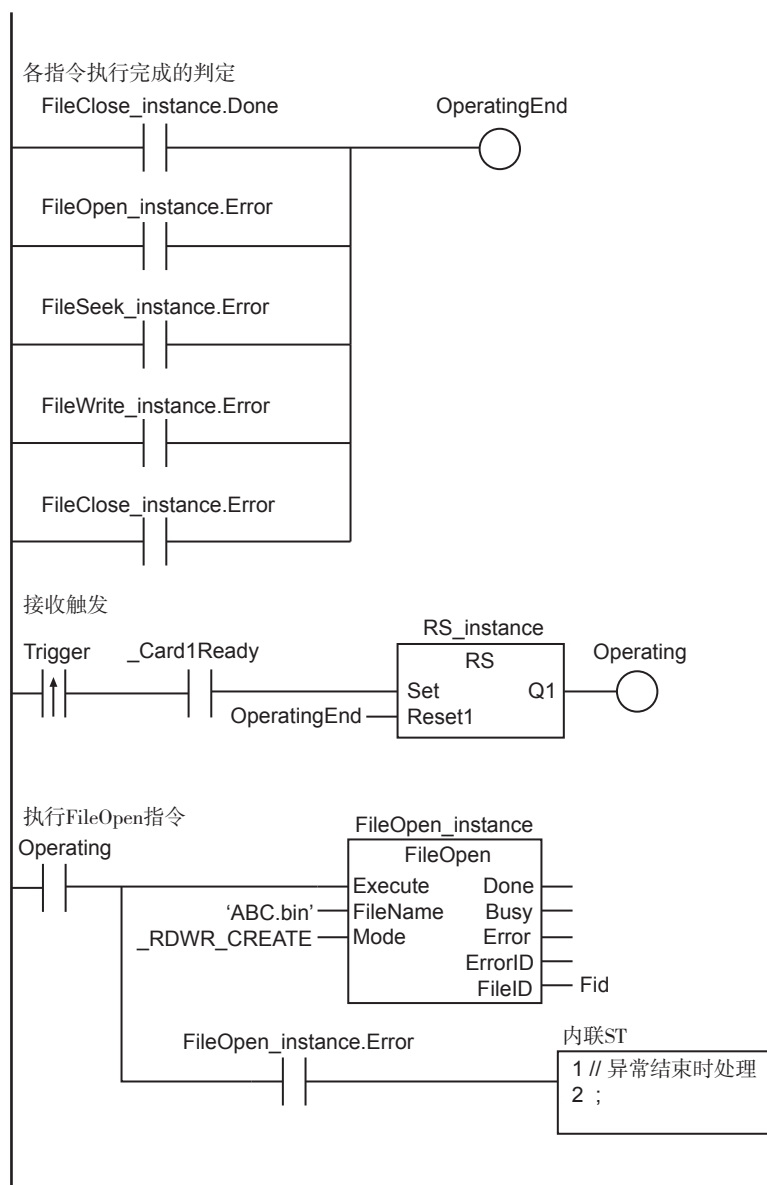 各指令执行完成的判定
FileClose_instance.Done
OperatingEnd
FileOpen_instance.Error
FileSeek_instance.Error
FileWrite_instance.Error
FileClose_instance.Error
接收触发
RS_instance
Trigger
_Card1Ready
RS
Operating
Set
Q1
OperatingEnd
Reset1
执行FileOpen指令
FileOpen_instance
Operating
FileOpen
Execute
Done
‘ABC.bin’
FileName
Busy
_RDWR_CREATE
Mode
Error
ErrorID
FileID
Fid
FileOpen_instance.Error
内联ST
1 // 异常结束时处理
2 ;